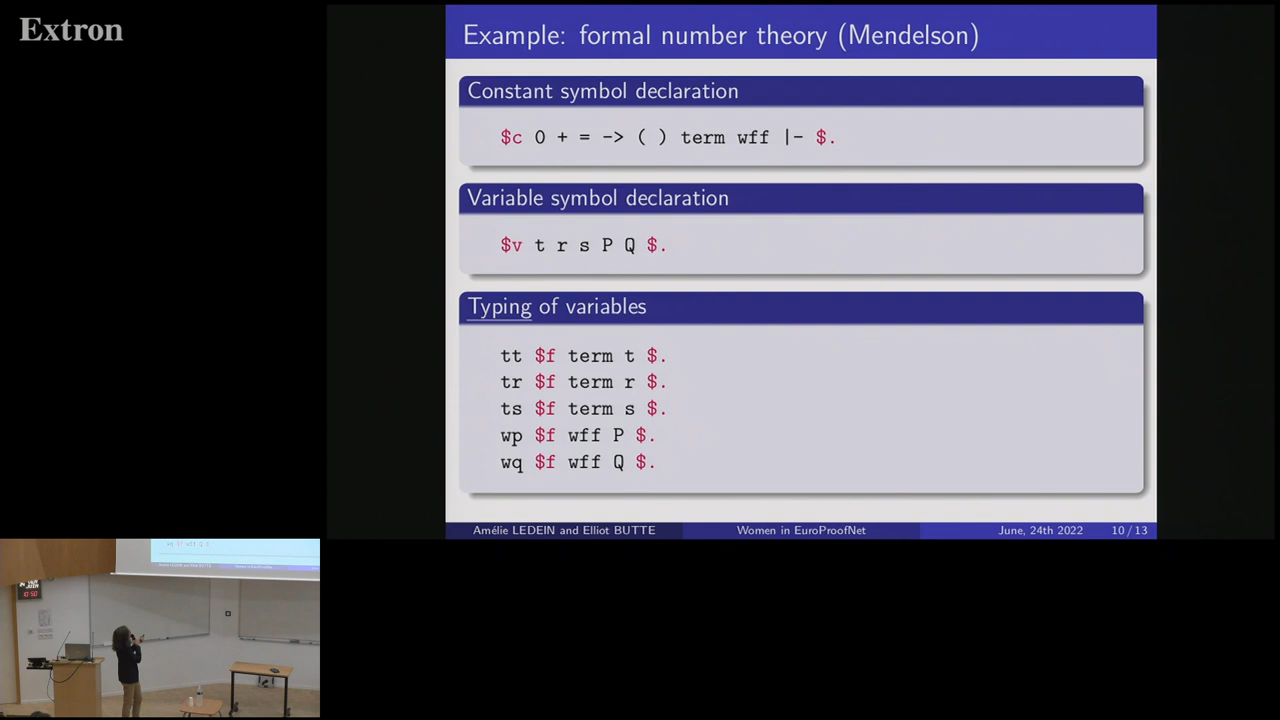 Extron
Example: formal number theory (Mendelson)
Constant symbol declaration
$c 0 + = -> ( ) term wff |- $.
Variable symbol declaration
$v t r s P Q $.
Typing of variables
tt $f term t $.
tr $f term r $.
ts $f term s $.
wp $f wff P $.
wq $f wff Q $.
Amélie LEDEIN and Elliot BUTTE Women in EuroProofNet June, 24th 2022 10 / 13
10:50